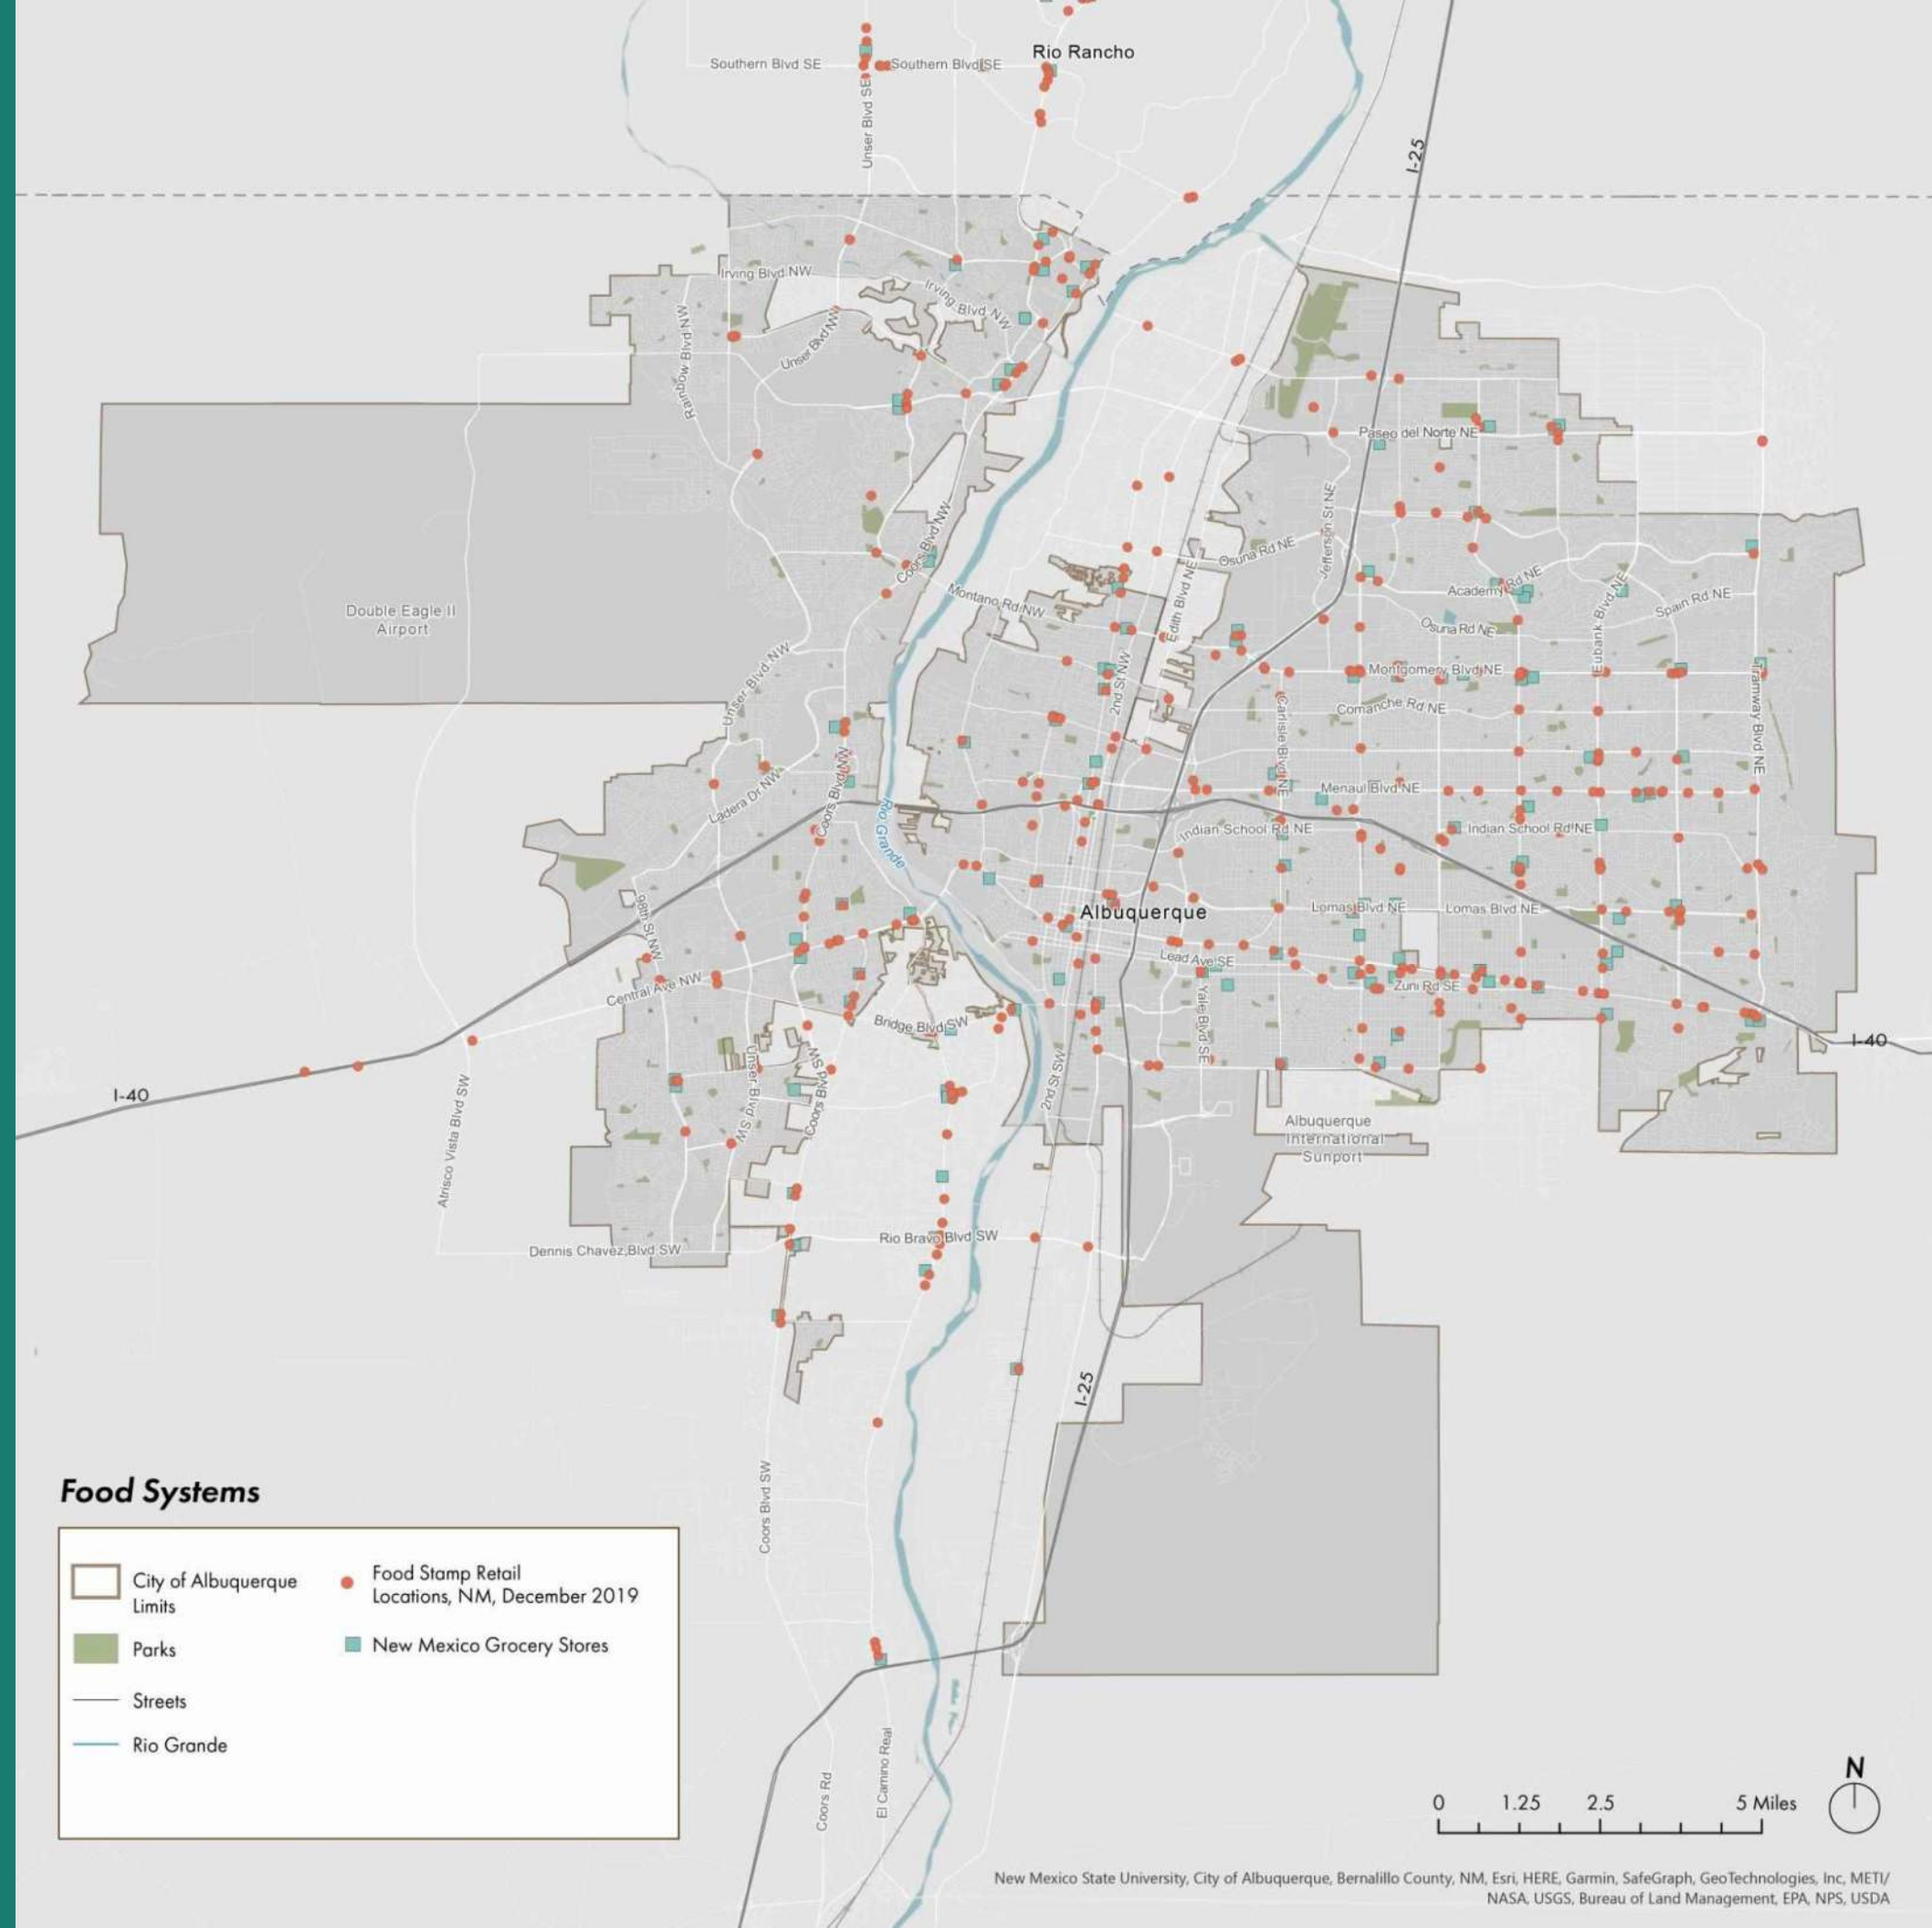 Rio Rancho
Southern Blvd SE
Southern Blvd SE
Unser Blvd SE
I-25
Irving Blvd NW
Irving Blvd NW
Rainbow Blvd NW
Unser Blvd NW
Paseo del Norte NE
Jefferson St NE
Coors Blvd NW
Osuna Rd NE
Edith Blvd NE
Academy Rd NE
Eubank Blvd NE
Spain Rd NE
Montano Rd NW
Double Eagle II
Airport
Osuna Rd NE
Unser Blvd NW
2nd St NW
Montgomery Blvd NE
Comanche Rd NE
Carlisle Blvd NE
Tramway Blvd NE
Ladera Dr NW
Coors Blvd NW
Rio Grande
Menaul Blvd NE
Indian School Rd NE
Indian School Rd NE
98th St NW
Albuquerque
Lomas Blvd NE
Lomas Blvd NE
Lead Ave SE
Central Ave NW
Zuni Rd SE
Yale Blvd SE
Bridge Blvd SW
I-40
I-40
Unser Blvd SW
Coors Blvd SW
2nd St SW
Atrisco Vista Blvd SW
Albuquerque
International
Sunport
Rio Bravo Blvd SW
Dennis Chavez Blvd SW
I-25
Coors Blvd SW
Food Systems
City of Albuquerque
Limits
Parks
Streets
Rio Grande
Food Stamp Retail
Locations, NM, December 2019
New Mexico Grocery Stores
El Camino Real
Coors Rd
N
0 1.25 2.5 5 Miles
New Mexico State University, City of Albuquerque, Bernalillo County, NM, Esri, HERE, Garmin, SafeGraph, GeoTechnologies, Inc, METI/
NASA, USGS, Bureau of Land Management, EPA, NPS, USDA